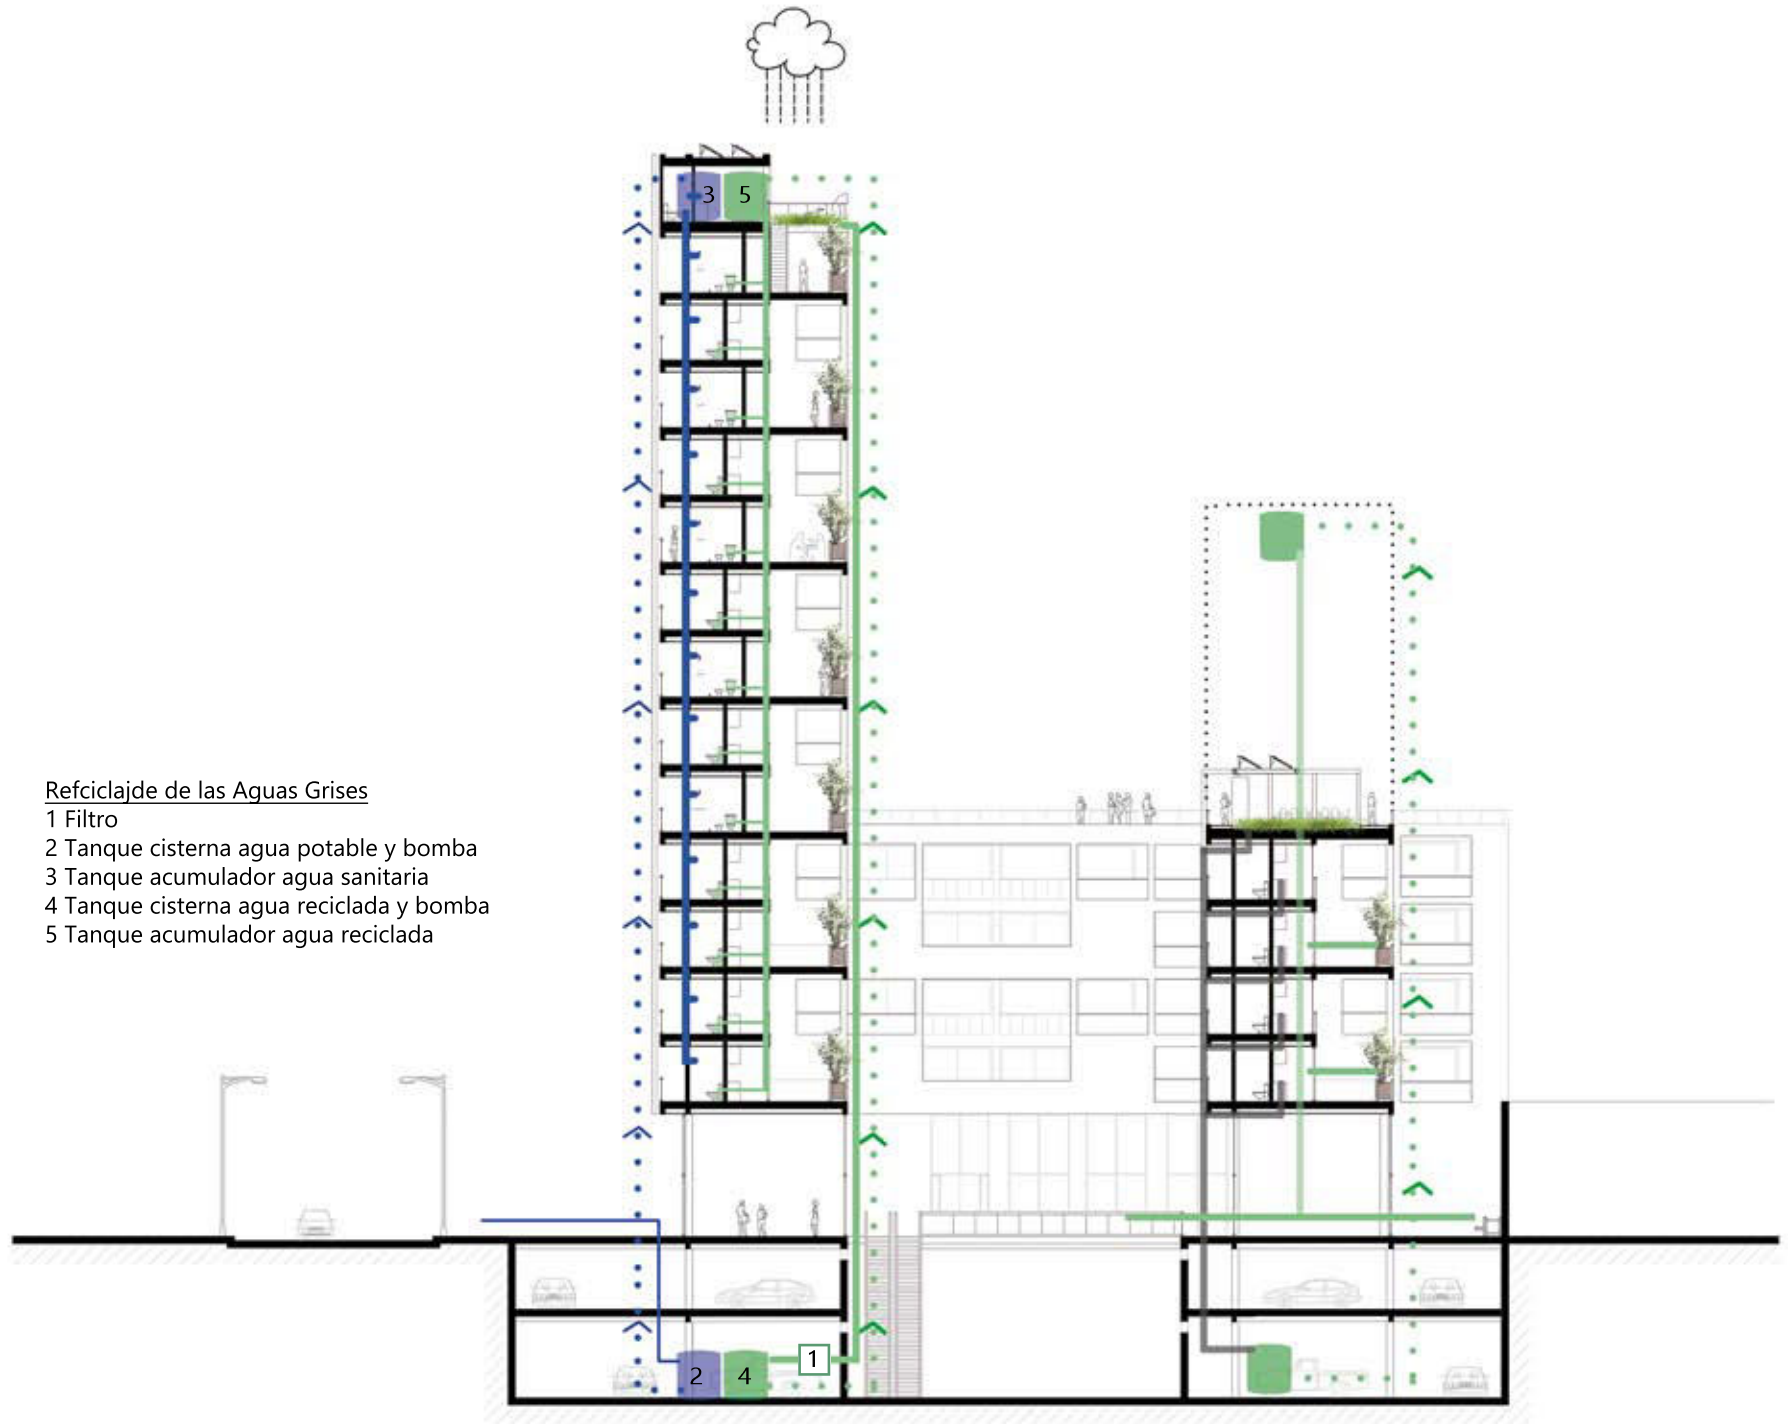 3
5
Refciclajde de las Aguas Grises
1 Filtro
2 Tanque cisterna agua potable y bomba
3 Tanque acumulador agua sanitaria
4 Tanque cisterna agua reciclada y bomba
5 Tanque acumulador agua reciclada
1
2
4